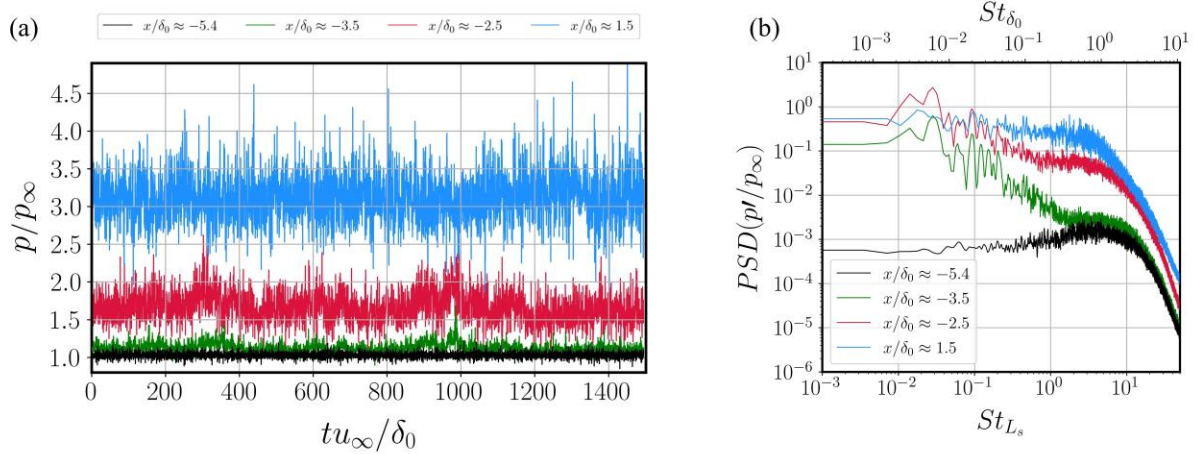 (a)
x/δ₀ ≈ −5.4 x/δ₀ ≈ −3.5 x/δ₀ ≈ −2.5 x/δ₀ ≈ 1.5
p/p∞
4.5
4.0
3.5
3.0
2.5
2.0
1.5
1.0
0 200 400 600 800 1000 1200 1400
tu∞/δ₀
(b)
St_δ₀
10⁻³ 10⁻² 10⁻¹ 10⁰ 10¹
PSD(p′/p∞)
10¹
10⁰
10⁻¹
10⁻²
10⁻³
10⁻⁴
10⁻⁵
10⁻⁶
x/δ₀ ≈ −5.4
x/δ₀ ≈ −3.5
x/δ₀ ≈ −2.5
x/δ₀ ≈ 1.5
10⁻³ 10⁻² 10⁻¹ 10⁰ 10¹
St_Lₛ